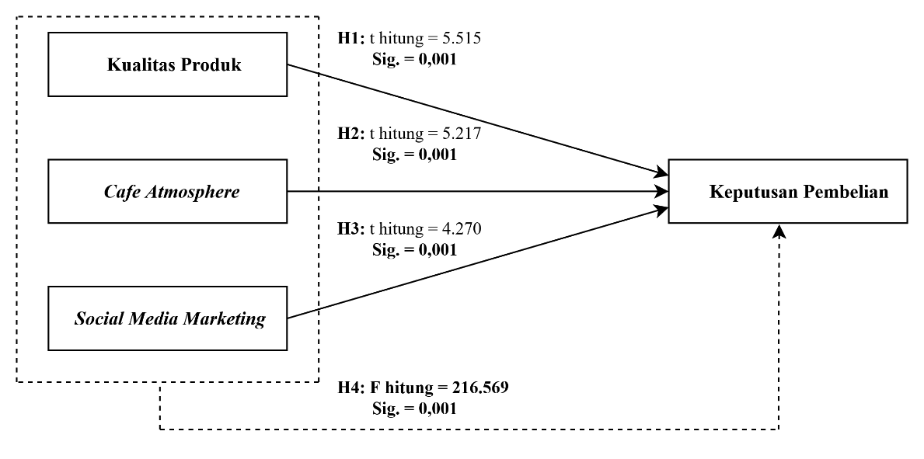 H1: t hitung = 5.515
Sig. = 0,001
Kualitas Produk
H2: t hitung = 5.217
Sig. = 0,001
Cafe Atmosphere
Keputusan Pembelian
H3: t hitung = 4.270
Sig. = 0,001
Social Media Marketing
H4: F hitung = 216.569
Sig. = 0,001